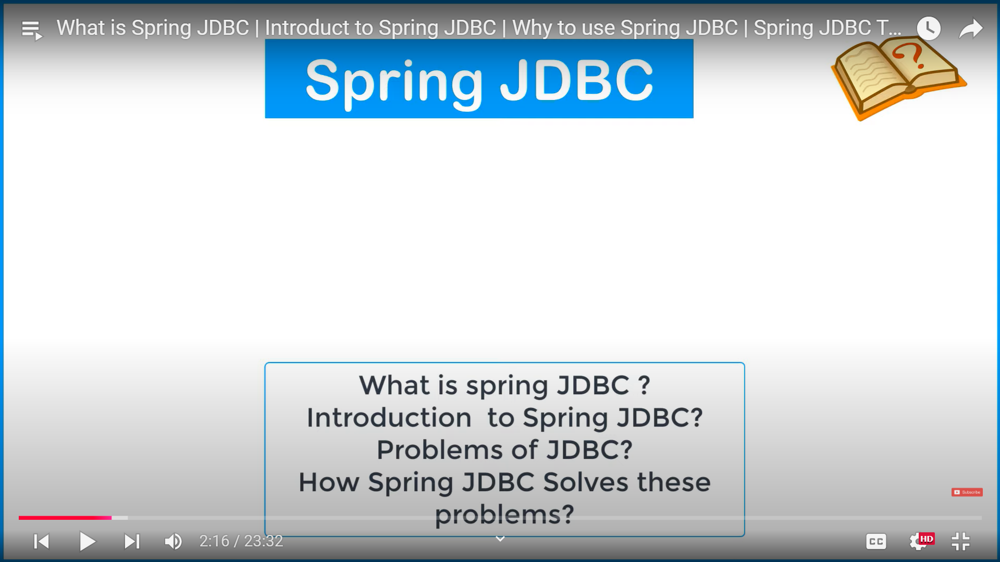 What is Spring JDBC | Introduct to Spring JDBC | Why to use Spring JDBC | Spring JDBC T...
Spring JDBC
?
What is spring JDBC ?
Introduction to Spring JDBC?
Problems of JDBC?
How Spring JDBC Solves these
problems?
Subscribe
2:16 / 23:32
CC
HD